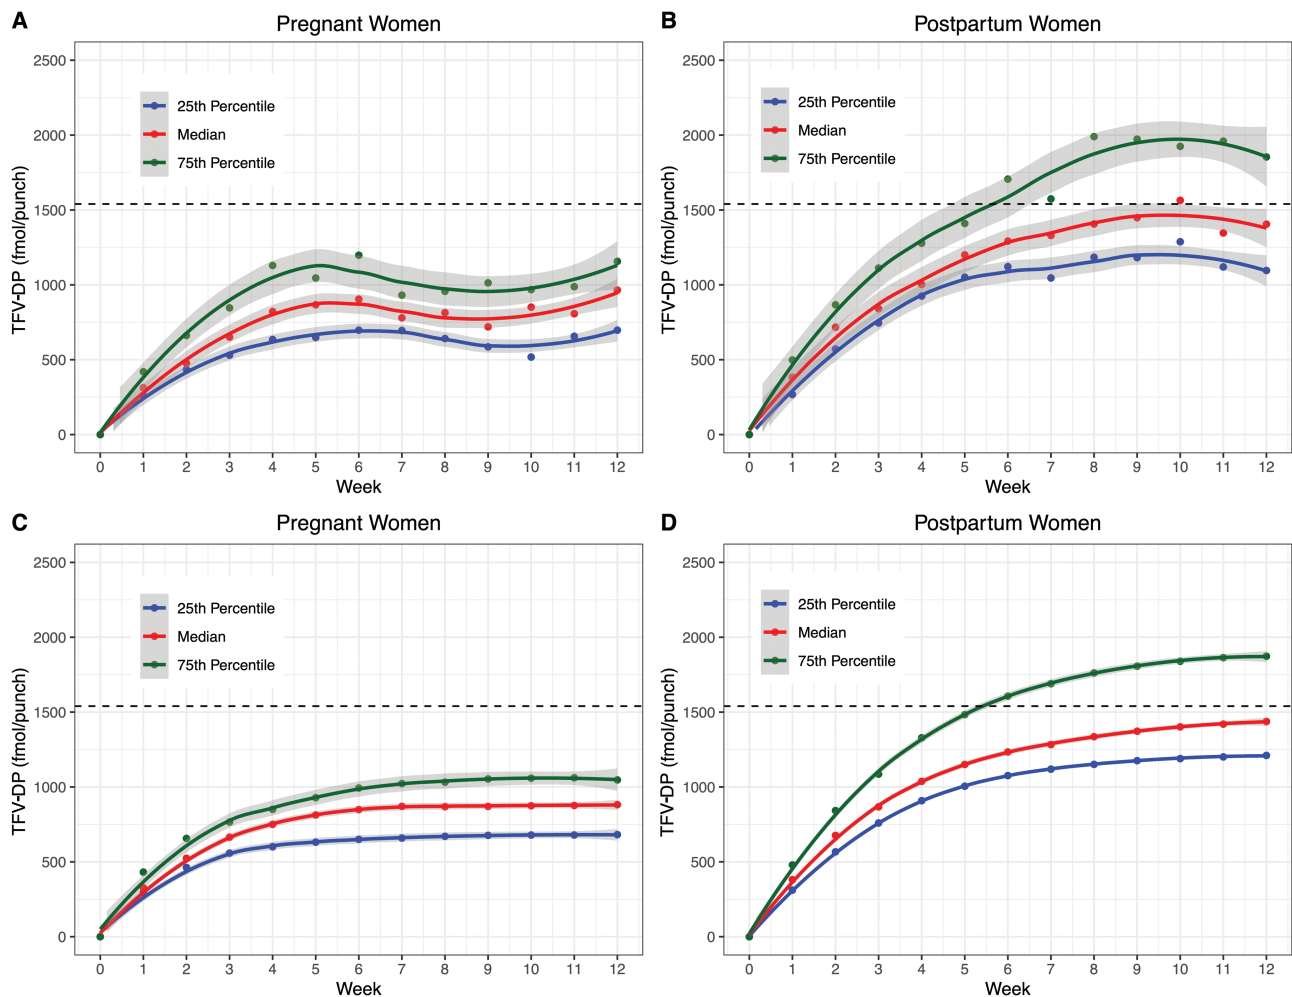 A
Pregnant Women
TFV-DP (fmol/punch)
2500
2000
1500
1000
500
0
25th Percentile
Median
75th Percentile
0 1 2 3 4 5 6 7 8 9 10 11 12
Week
B
Postpartum Women
TFV-DP (fmol/punch)
2500
2000
1500
1000
500
0
25th Percentile
Median
75th Percentile
0 1 2 3 4 5 6 7 8 9 10 11 12
Week
C
Pregnant Women
TFV-DP (fmol/punch)
2500
2000
1500
1000
500
0
25th Percentile
Median
75th Percentile
0 1 2 3 4 5 6 7 8 9 10 11 12
Week
D
Postpartum Women
TFV-DP (fmol/punch)
2500
2000
1500
1000
500
0
25th Percentile
Median
75th Percentile
0 1 2 3 4 5 6 7 8 9 10 11 12
Week